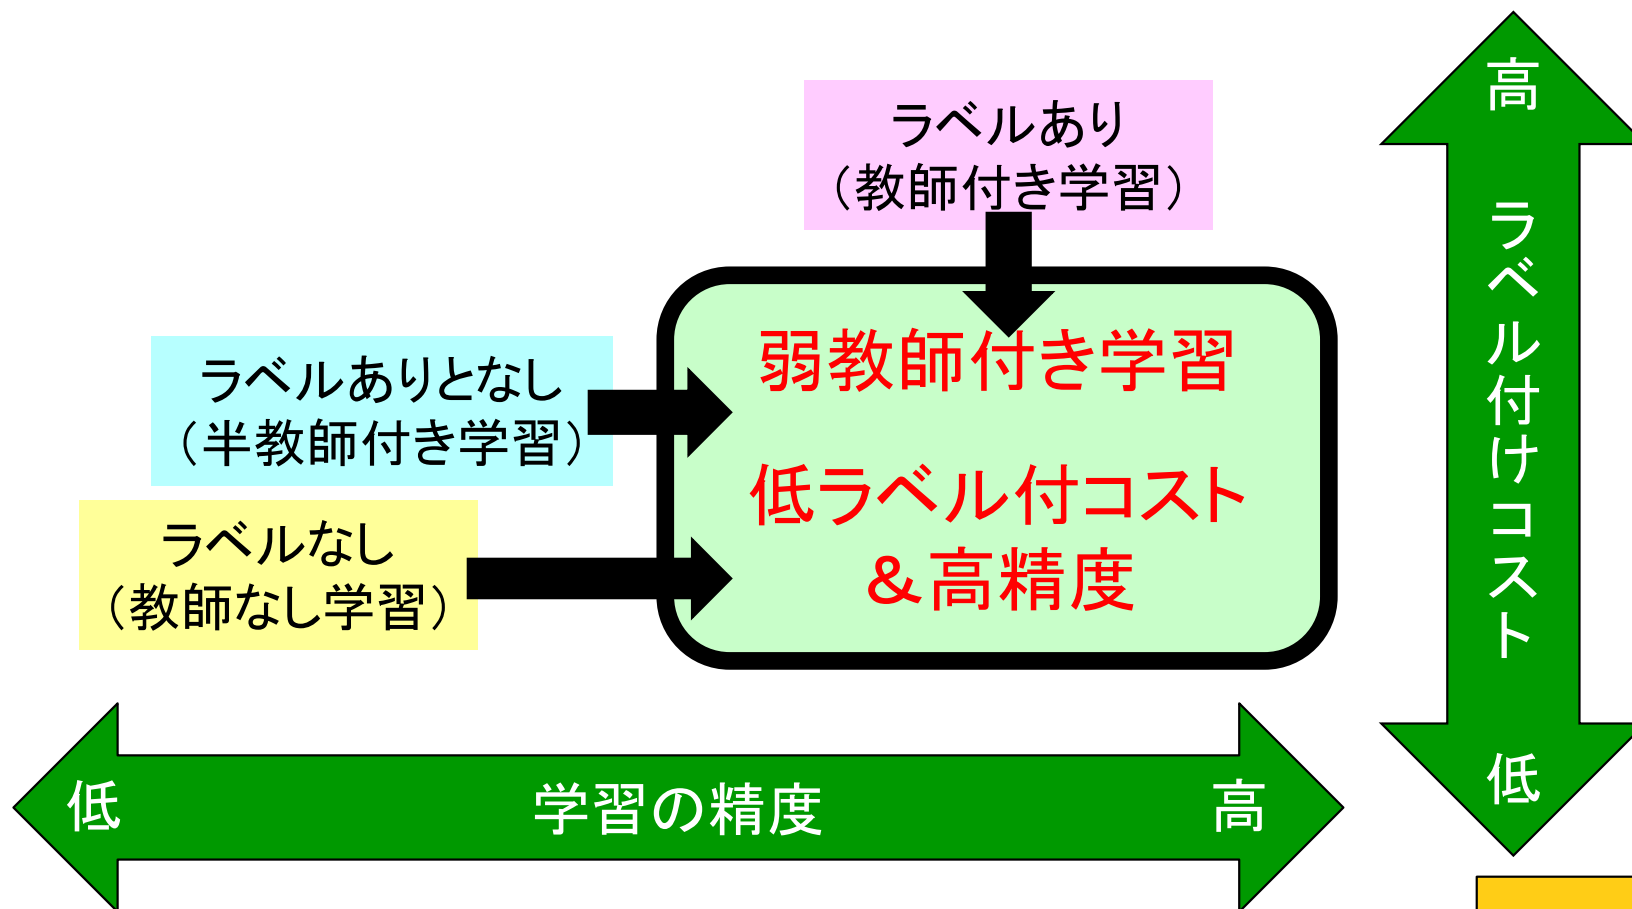 ラベルあり
（教師付き学習）
ラベルありとなし
（半教師付き学習）
ラベルなし
（教師なし学習）
弱教師付き学習
低ラベル付コスト
＆高精度
低
学習の精度
高
高
ラベル付けコスト
低